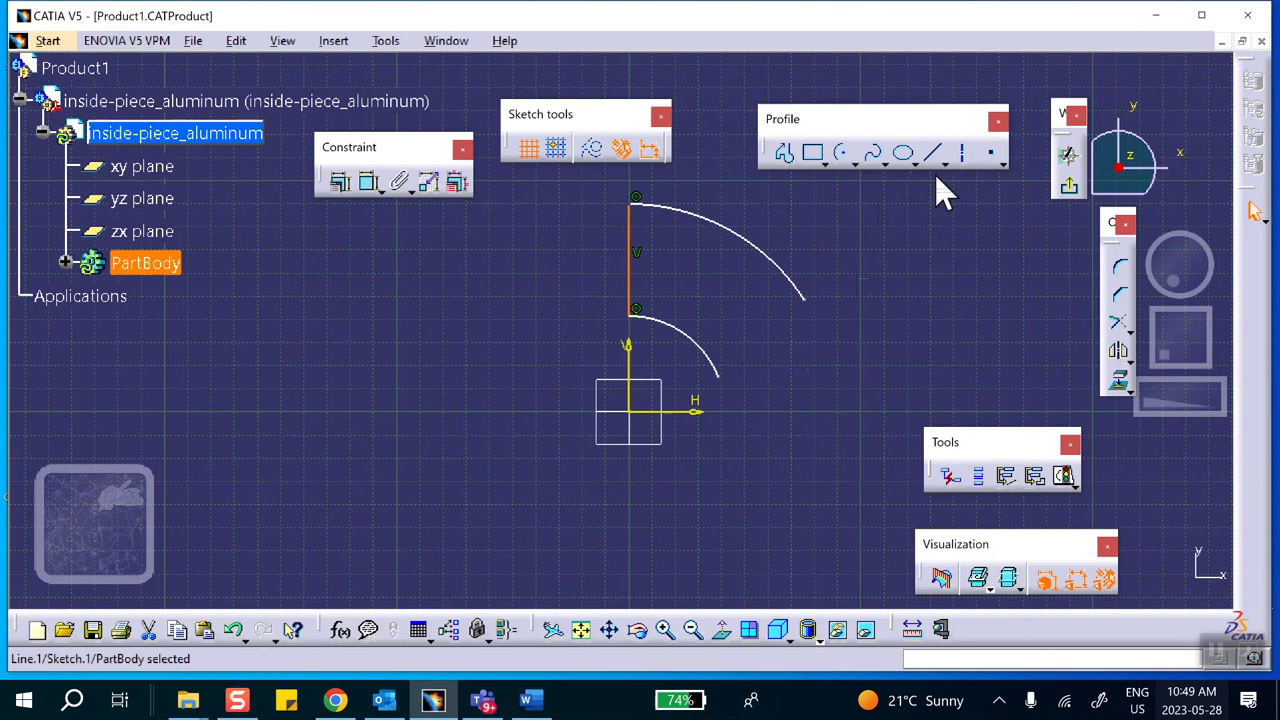 CATIA V5 - [Product1.CATProduct]
Start ENOVIA V5 VPM File Edit View Insert Tools Window Help
Product1
inside-piece_aluminum (inside-piece_aluminum)
inside-piece_aluminum
xy plane
yz plane
zx plane
PartBody
Applications
Constraint
Sketch tools
Profile
W
y
x
z
V
V
H
Tools
Visualization
y
x
f(x)
CATIA
Line.1/Sketch.1/PartBody selected
74%
21°C Sunny
9+
ENG
US
10:49 AM
2023-05-28